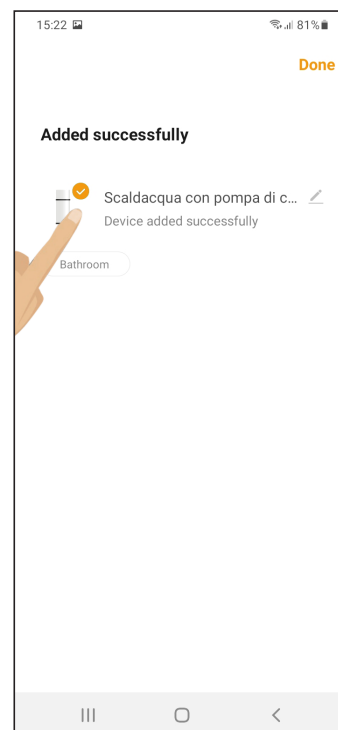 15:22 81%
Done
Added successfully
Scaldacqua con pompa di c...
Device added successfully
Bathroom